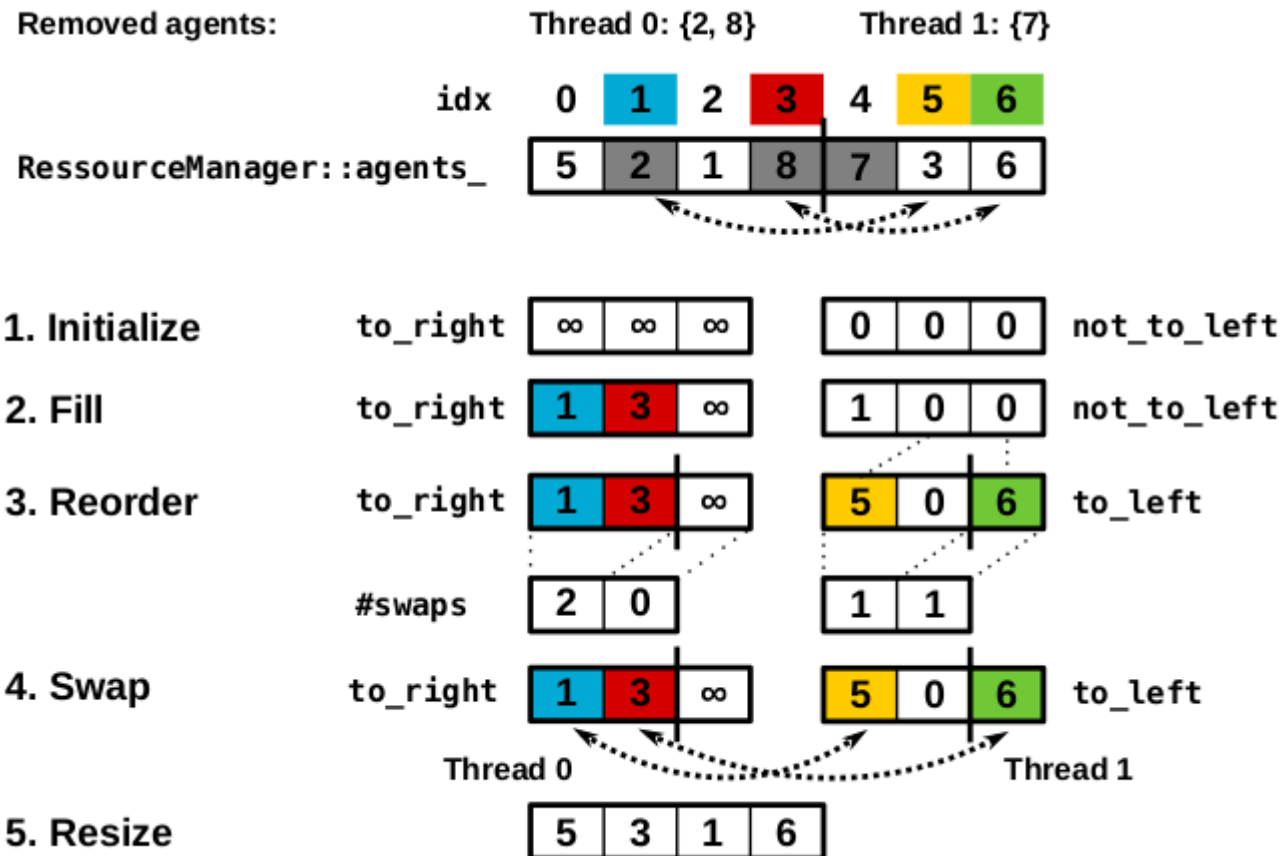 Removed agents: Thread 0: {2, 8} Thread 1: {7}
idx 0 1 2 3 4 5 6
RessourceManager::agents_ 5 2 1 8 7 3 6
1. Initialize to_right ∞ ∞ ∞ 0 0 0 not_to_left
2. Fill to_right 1 3 ∞ 1 0 0 not_to_left
3. Reorder to_right 1 3 ∞ 5 0 6 to_left
#swaps 2 0 1 1
4. Swap to_right 1 3 ∞ 5 0 6 to_left
Thread 0 Thread 1
5. Resize 5 3 1 6